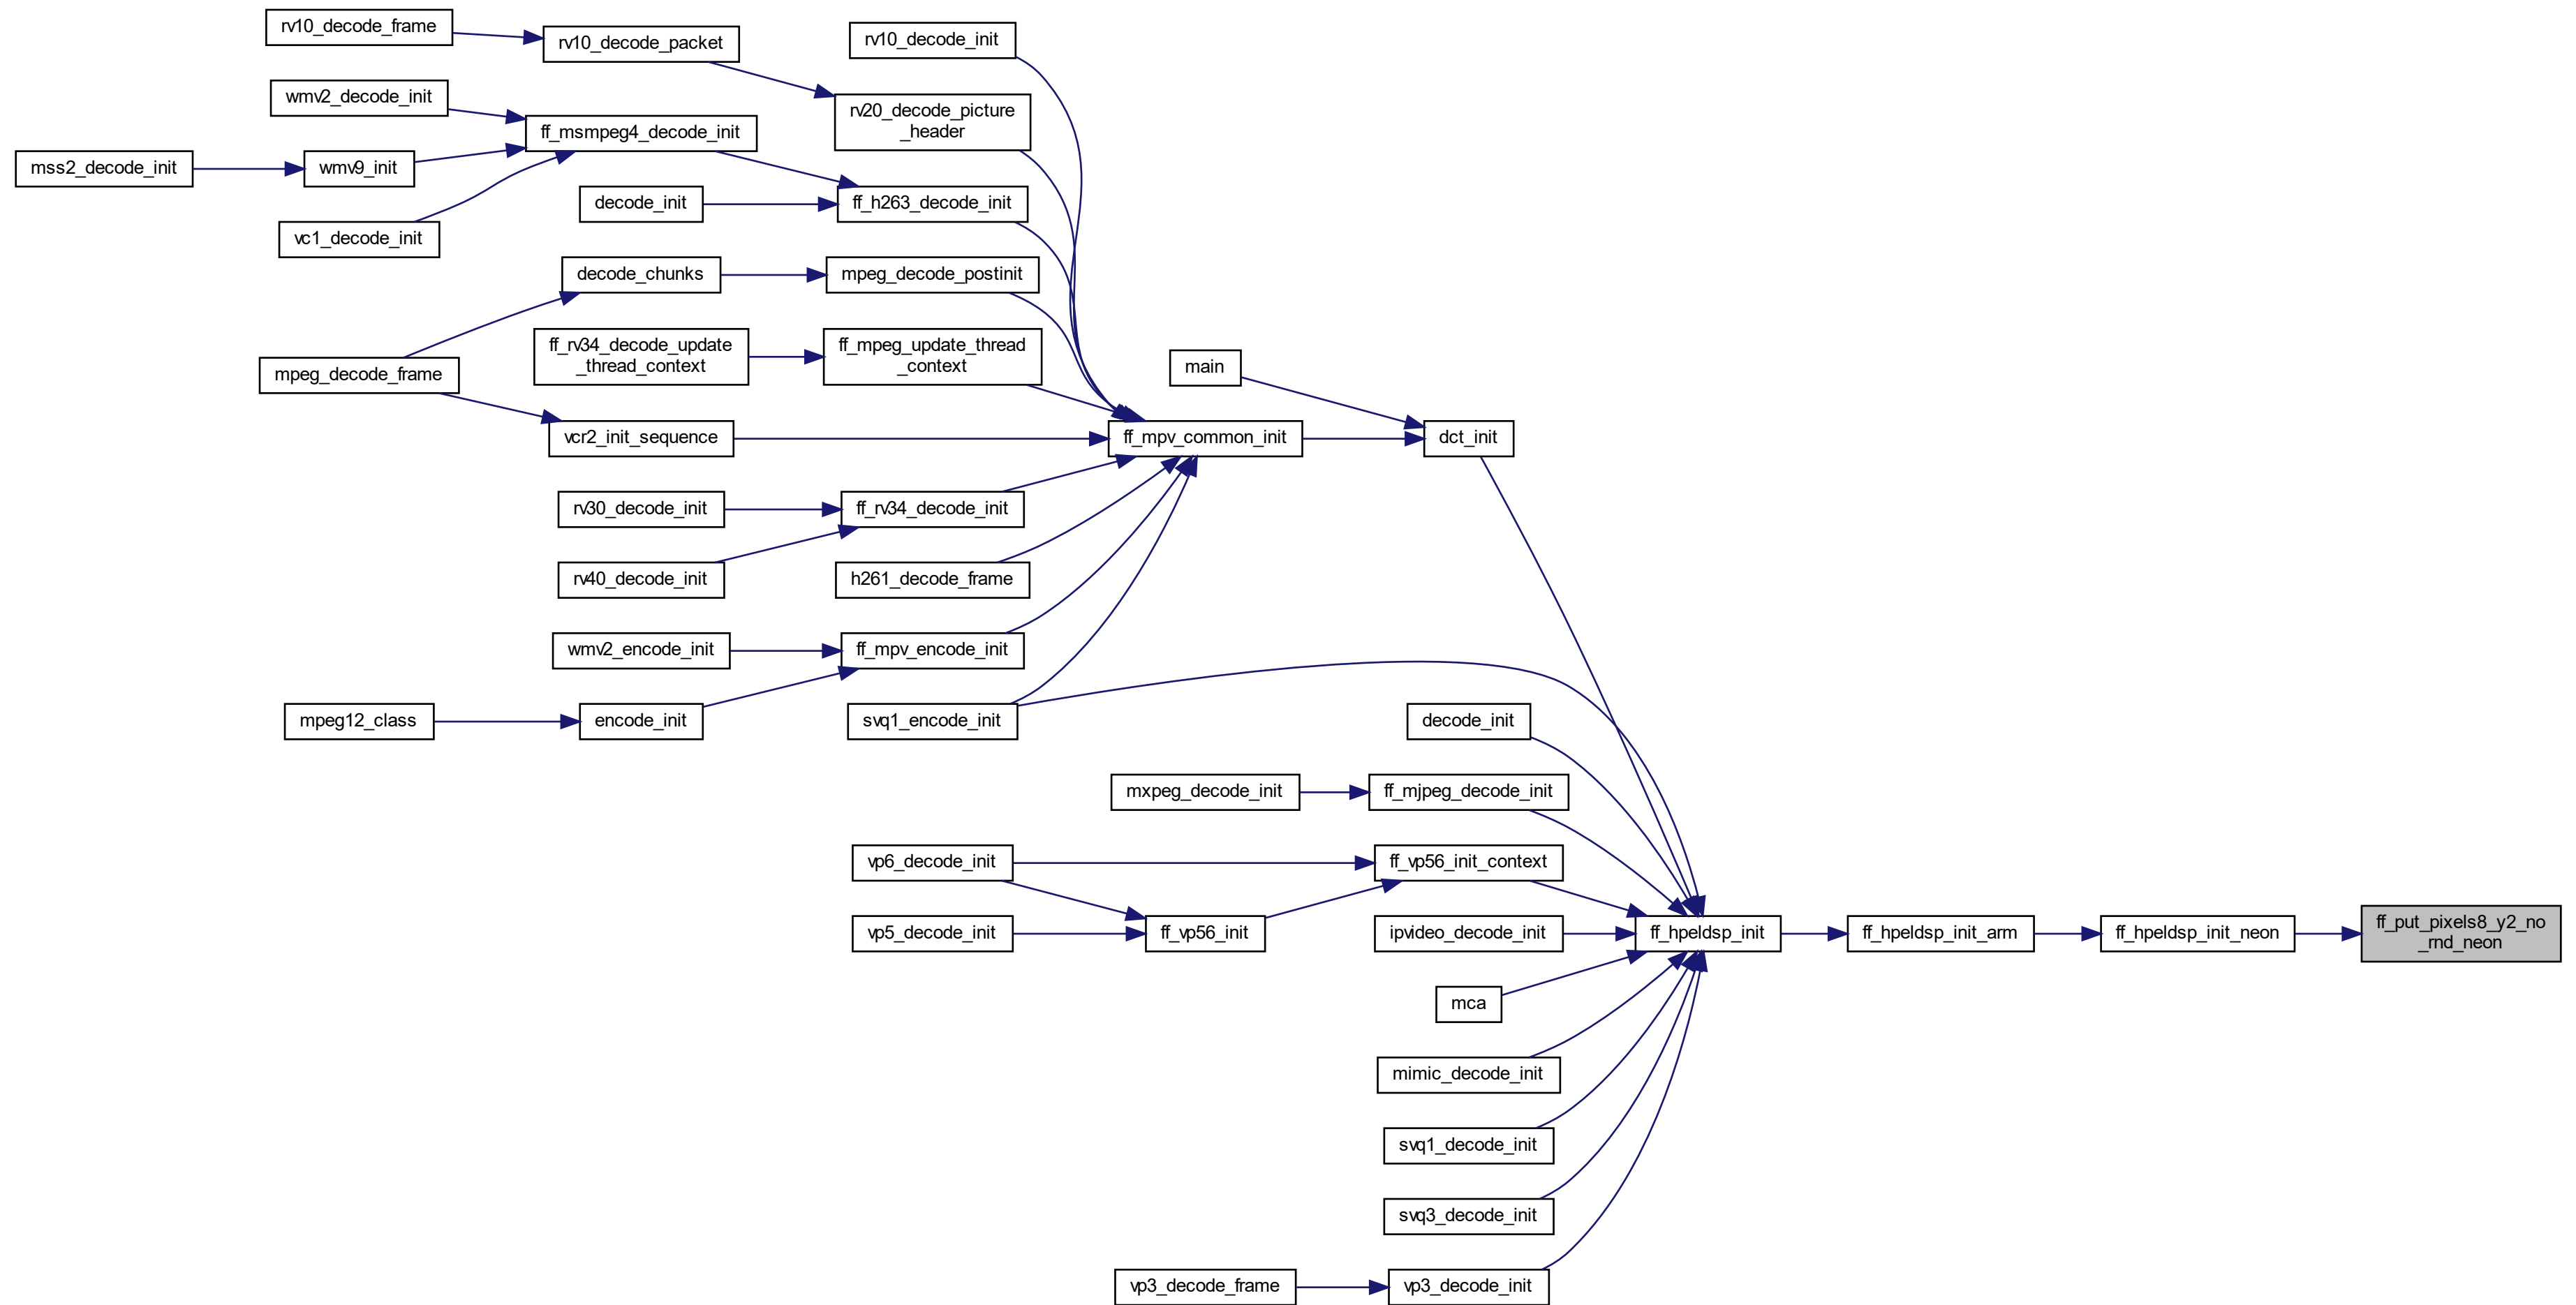 rv10_decode_frame
rv10_decode_packet
rv10_decode_init
wmv2_decode_init
rv20_decode_picture
_header
ff_msmpeg4_decode_init
mss2_decode_init
wmv9_init
decode_init
ff_h263_decode_init
vc1_decode_init
decode_chunks
mpeg_decode_postinit
ff_rv34_decode_update
_thread_context
ff_mpeg_update_thread
_context
mpeg_decode_frame
main
vcr2_init_sequence
ff_mpv_common_init
dct_init
rv30_decode_init
ff_rv34_decode_init
rv40_decode_init
h261_decode_frame
wmv2_encode_init
ff_mpv_encode_init
mpeg12_class
encode_init
svq1_encode_init
decode_init
mxpeg_decode_init
ff_mjpeg_decode_init
vp6_decode_init
ff_vp56_init_context
vp5_decode_init
ff_vp56_init
ipvideo_decode_init
ff_hpeldsp_init
ff_hpeldsp_init_arm
ff_hpeldsp_init_neon
ff_put_pixels8_y2_no
_rnd_neon
mca
mimic_decode_init
svq1_decode_init
svq3_decode_init
vp3_decode_frame
vp3_decode_init